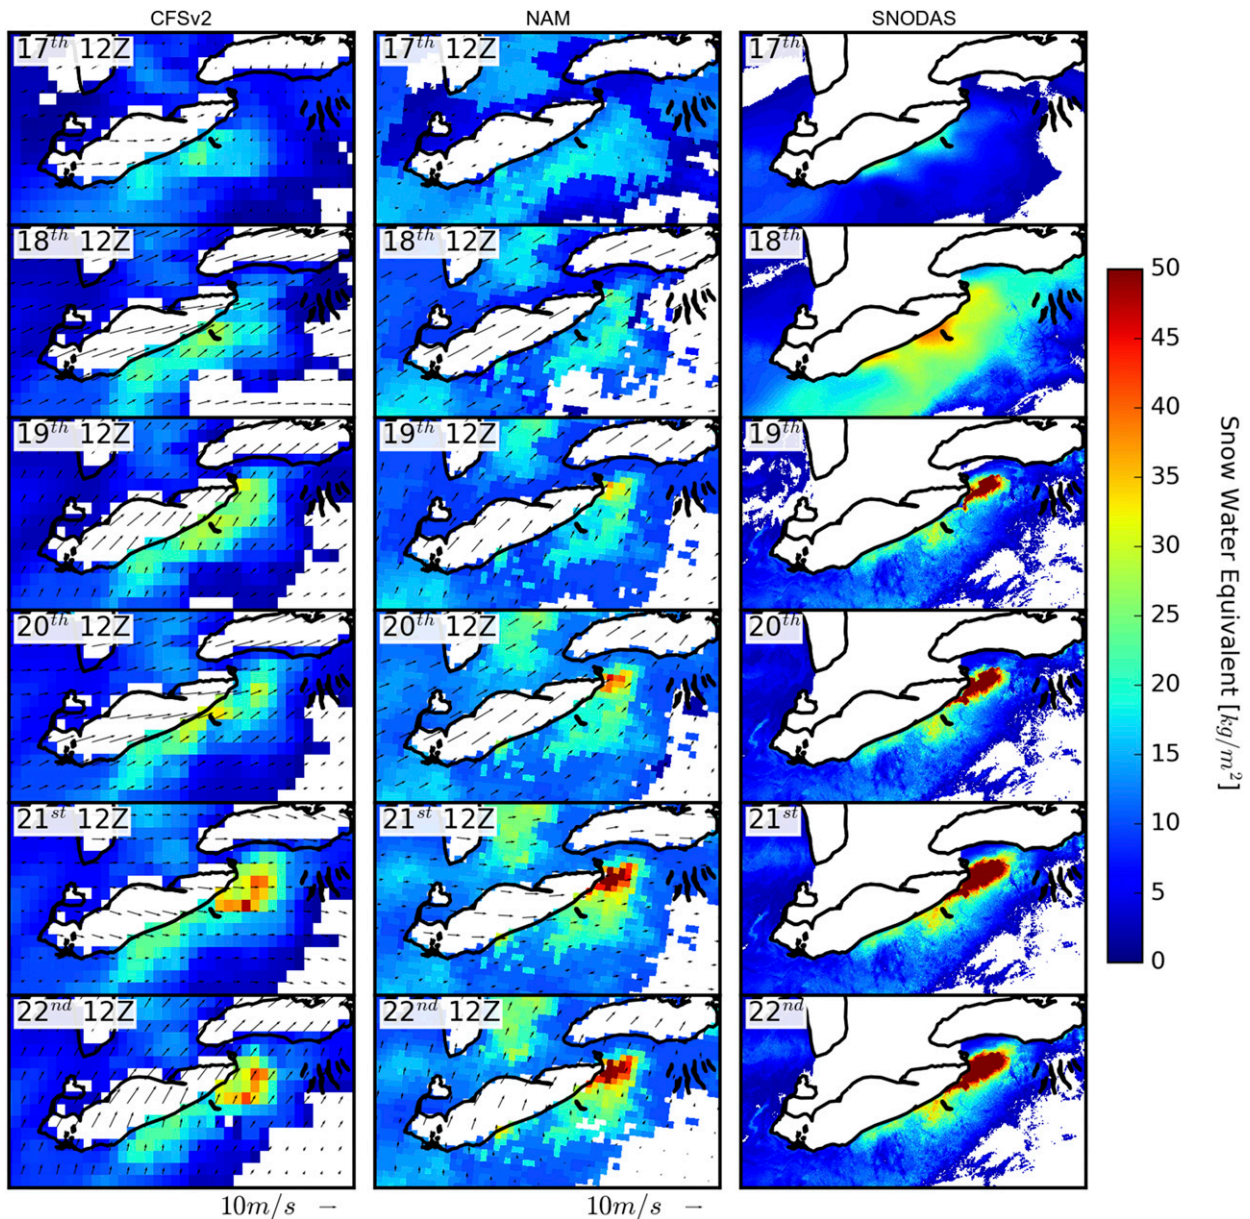 CFSv2 NAM SNODAS
17th 12Z 17th 12Z 17th
18th 12Z 18th 12Z 18th
19th 12Z 19th 12Z 19th
20th 12Z 20th 12Z 20th
21st 12Z 21st 12Z 21st
22nd 12Z 22nd 12Z 22nd
10m/s 10m/s
50
45
40
35
30
25
20
15
10
5
0
Snow Water Equivalent [kg/m²]